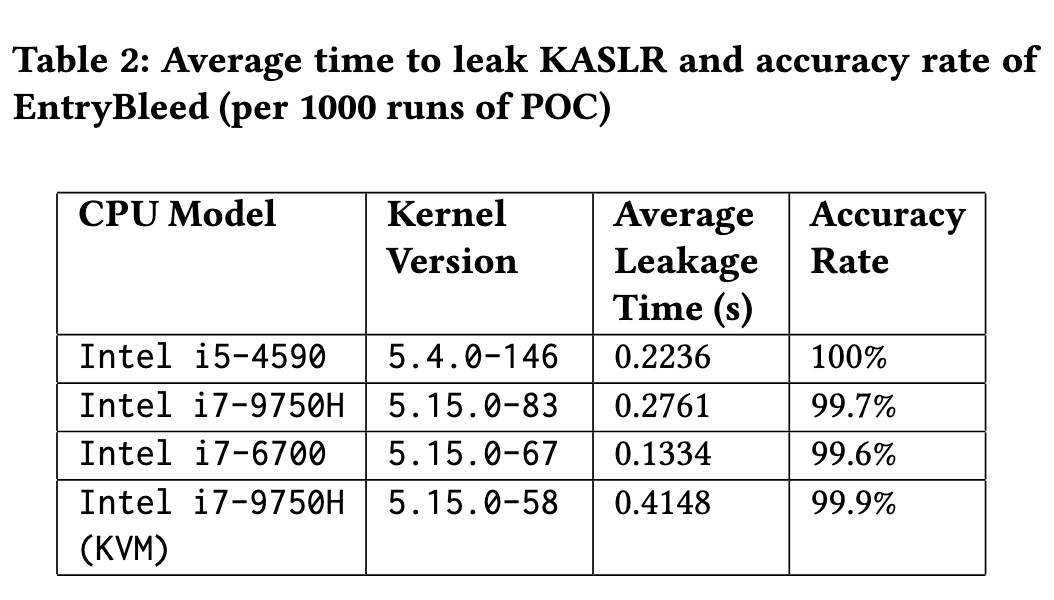 Table 2: Average time to leak KASLR and accuracy rate of
EntryBleed (per 1000 runs of POC)
CPU Model Kernel Version Average Leakage Time (s) Accuracy Rate
Intel i5-4590 5.4.0-146 0.2236 100%
Intel i7-9750H 5.15.0-83 0.2761 99.7%
Intel i7-6700 5.15.0-67 0.1334 99.6%
Intel i7-9750H (KVM) 5.15.0-58 0.4148 99.9%